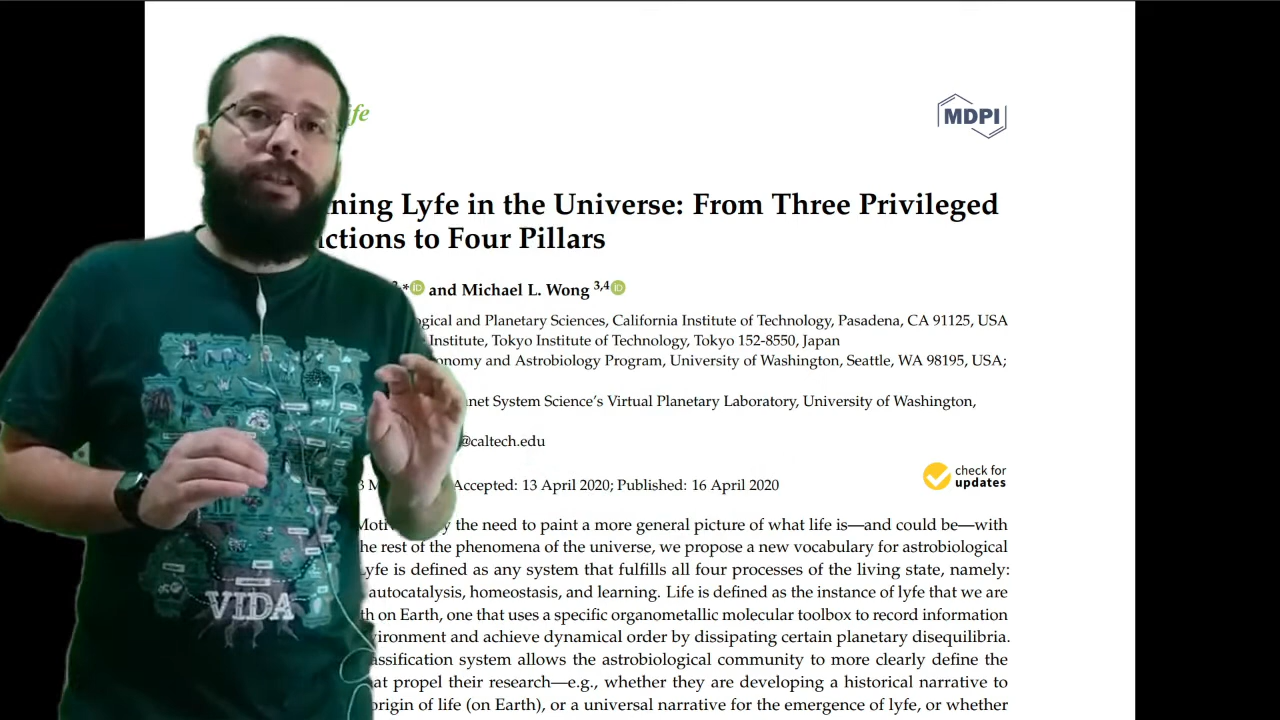 ife
MDPI
ning Lyfe in the Universe: From Three Privileged
ctions to Four Pillars
2,* iD and Michael L. Wong 3,4 iD
gical and Planetary Sciences, California Institute of Technology, Pasadena, CA 91125, USA
Institute, Tokyo Institute of Technology, Tokyo 152-8550, Japan
onomy and Astrobiology Program, University of Washington, Seattle, WA 98195, USA;
net System Science's Virtual Planetary Laboratory, University of Washington,
@caltech.edu
check for
updates
Accepted: 13 April 2020; Published: 16 April 2020
the need to paint a more general picture of what life is—and could be—with
he rest of the phenomena of the universe, we propose a new vocabulary for astrobiological
yfe is defined as any system that fulfills all four processes of the living state, namely:
autocatalysis, homeostasis, and learning. Life is defined as the instance of lyfe that we are
th on Earth, one that uses a specific organometallic molecular toolbox to record information
vironment and achieve dynamical order by dissipating certain planetary disequilibria.
assification system allows the astrobiological community to more clearly define the
at propel their research—e.g., whether they are developing a historical narrative to
origin of life (on Earth), or a universal narrative for the emergence of lyfe, or whether
VIDA